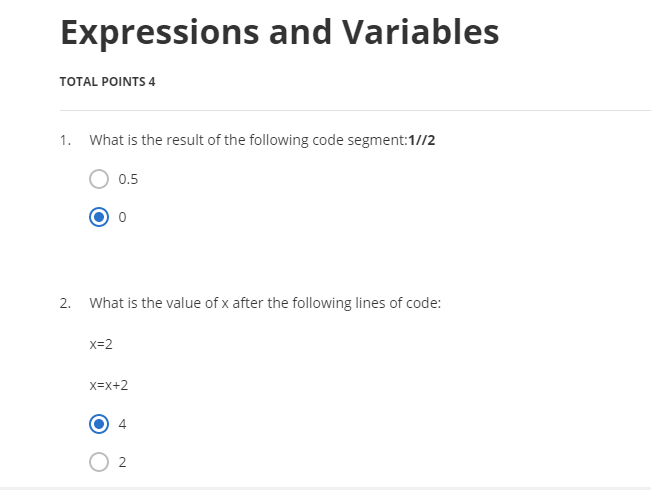 Expressions and Variables
TOTAL POINTS 4
1. What is the result of the following code segment:1//2
0.5
0
2. What is the value of x after the following lines of code:
x=2
x=x+2
4
2